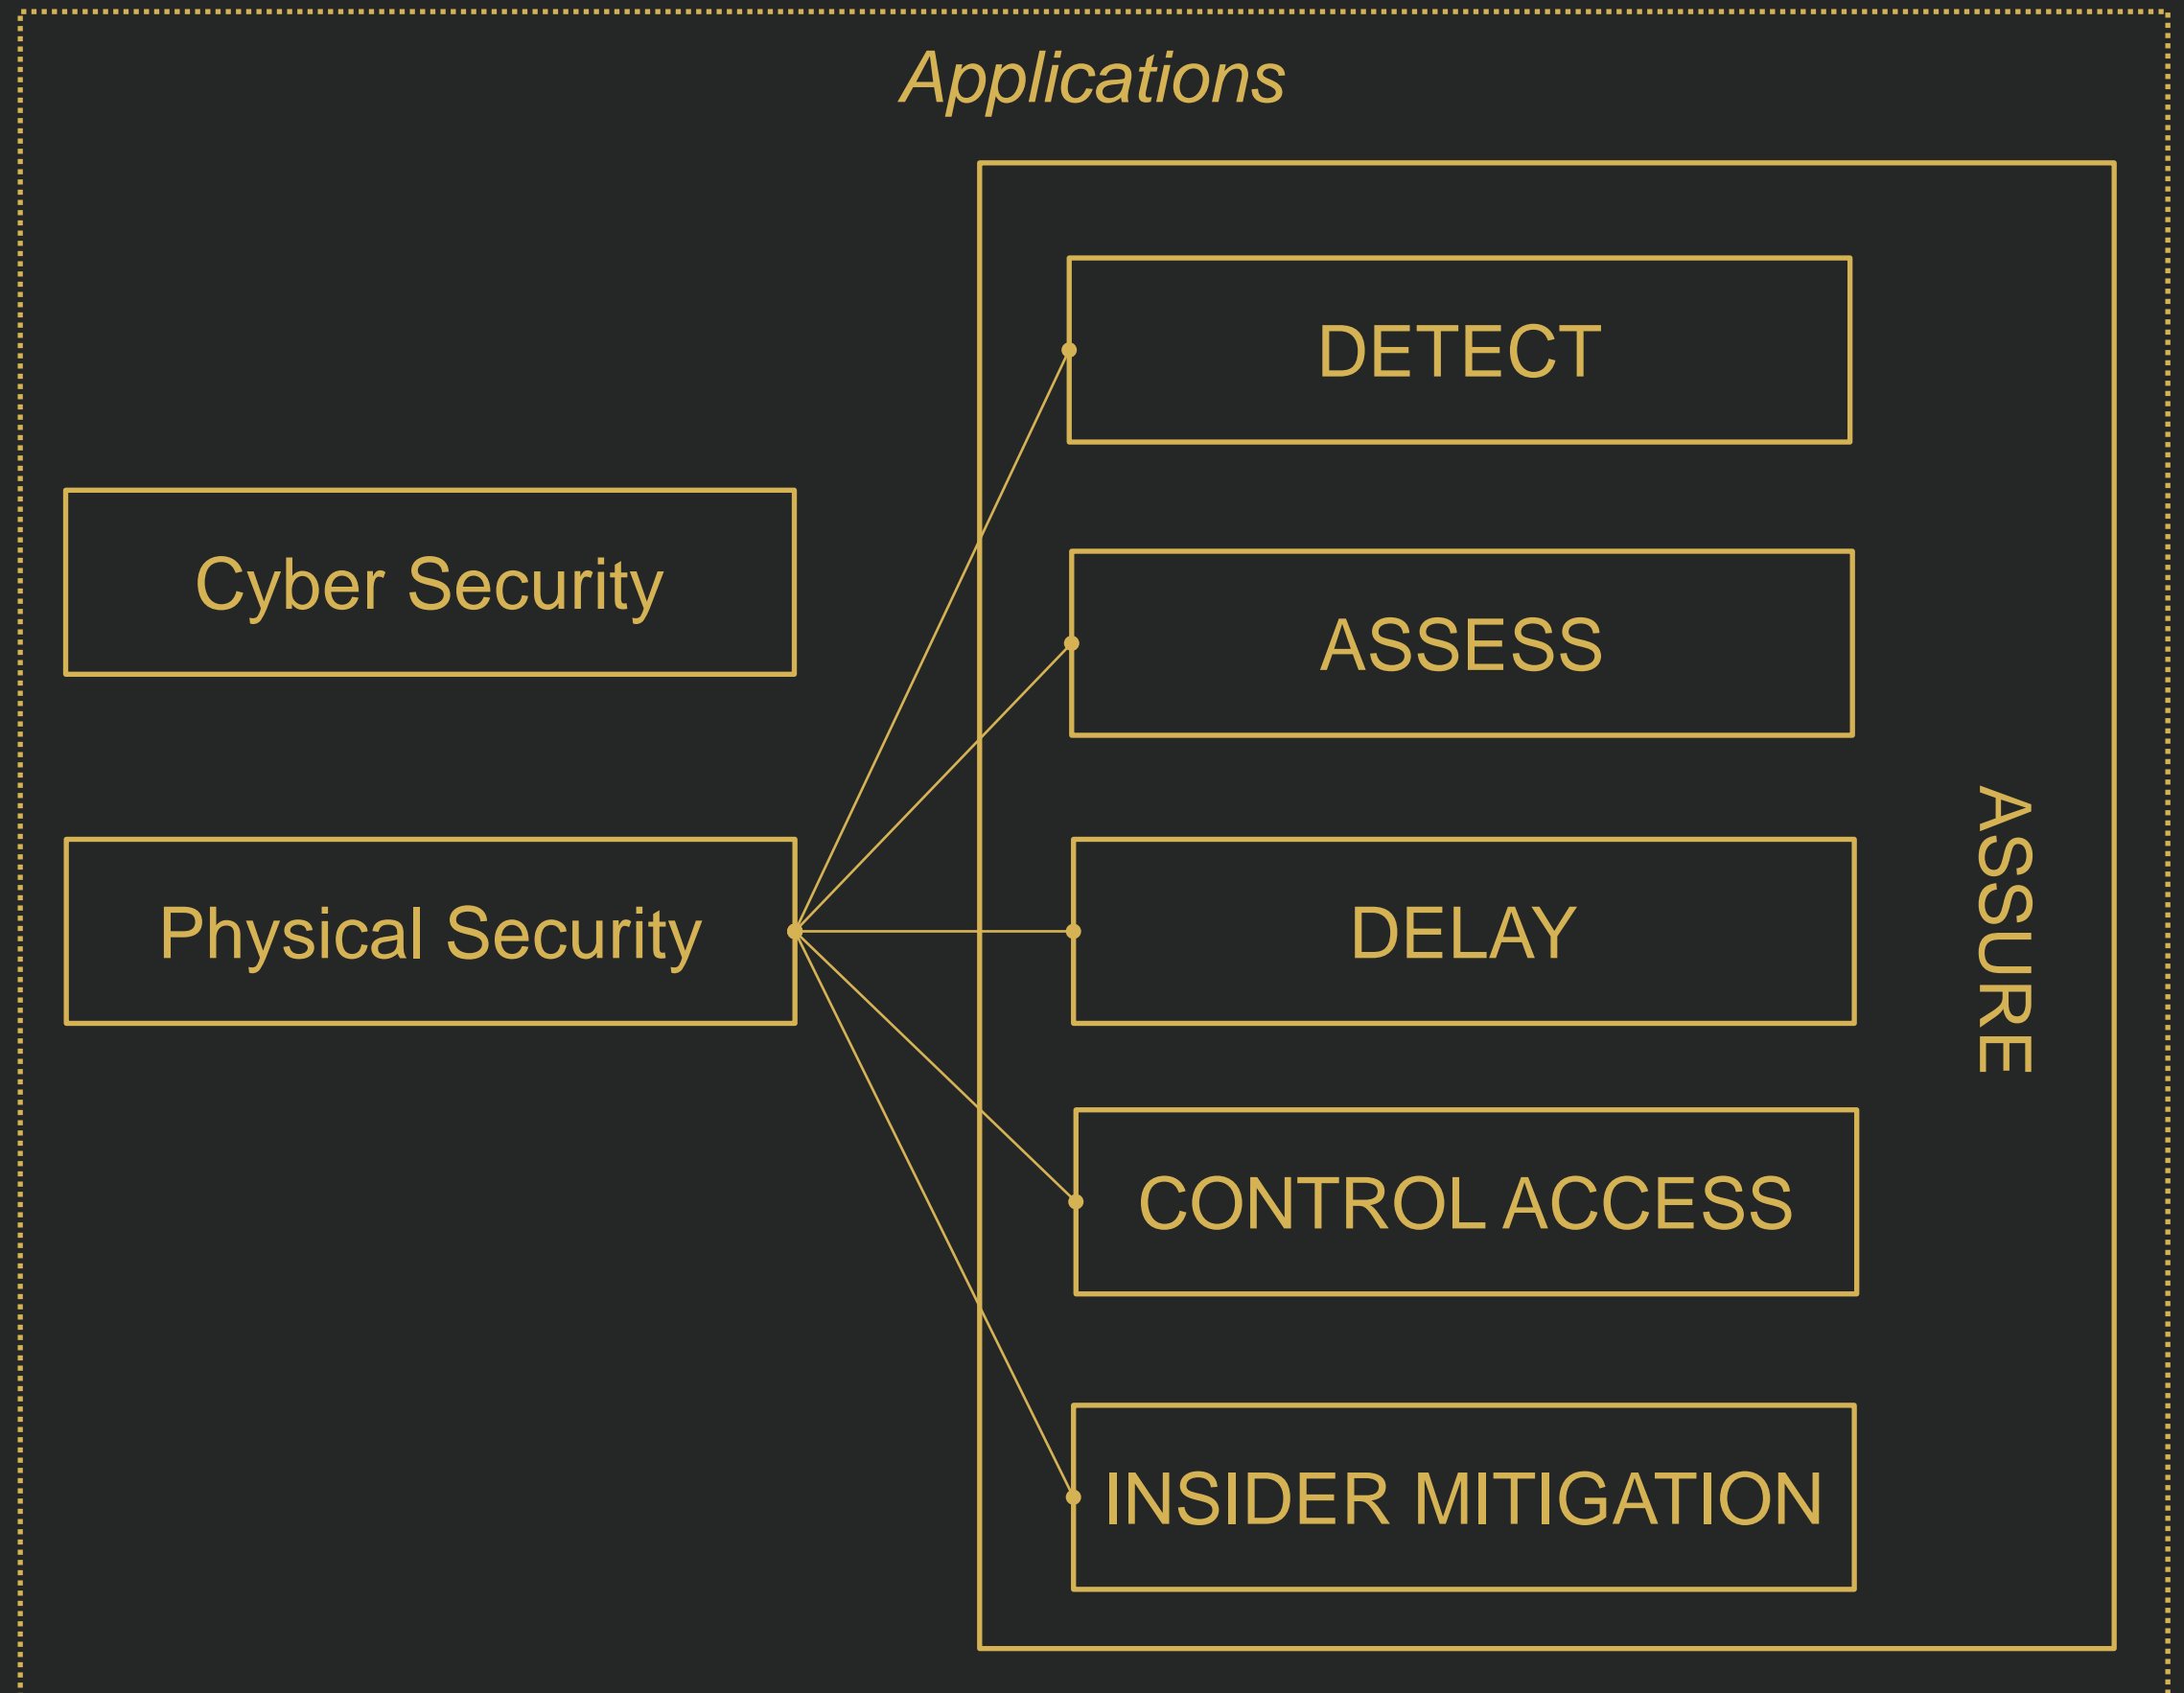 Applications
Cyber Security
Physical Security
DETECT
ASSESS
DELAY
CONTROL ACCESS
INSIDER MITIGATION
ASSURE